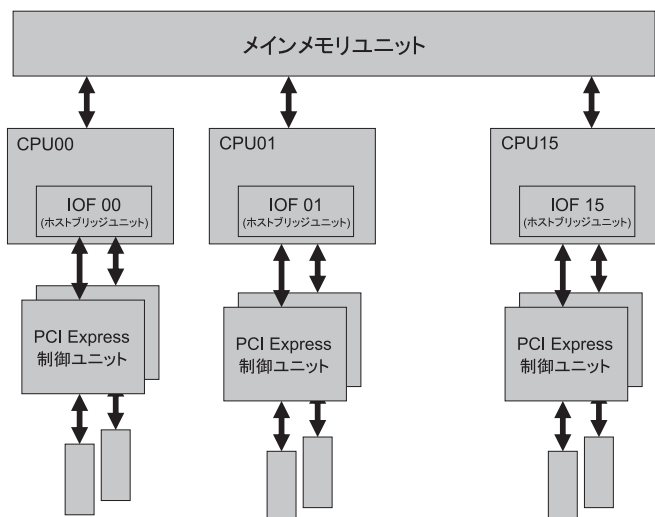 メインメモリユニット
CPU00
CPU01
CPU15
IOF 00
(ホストブリッジユニット)
IOF 01
(ホストブリッジユニット)
IOF 15
(ホストブリッジユニット)
PCI Express
制御ユニット
PCI Express
制御ユニット
PCI Express
制御ユニット